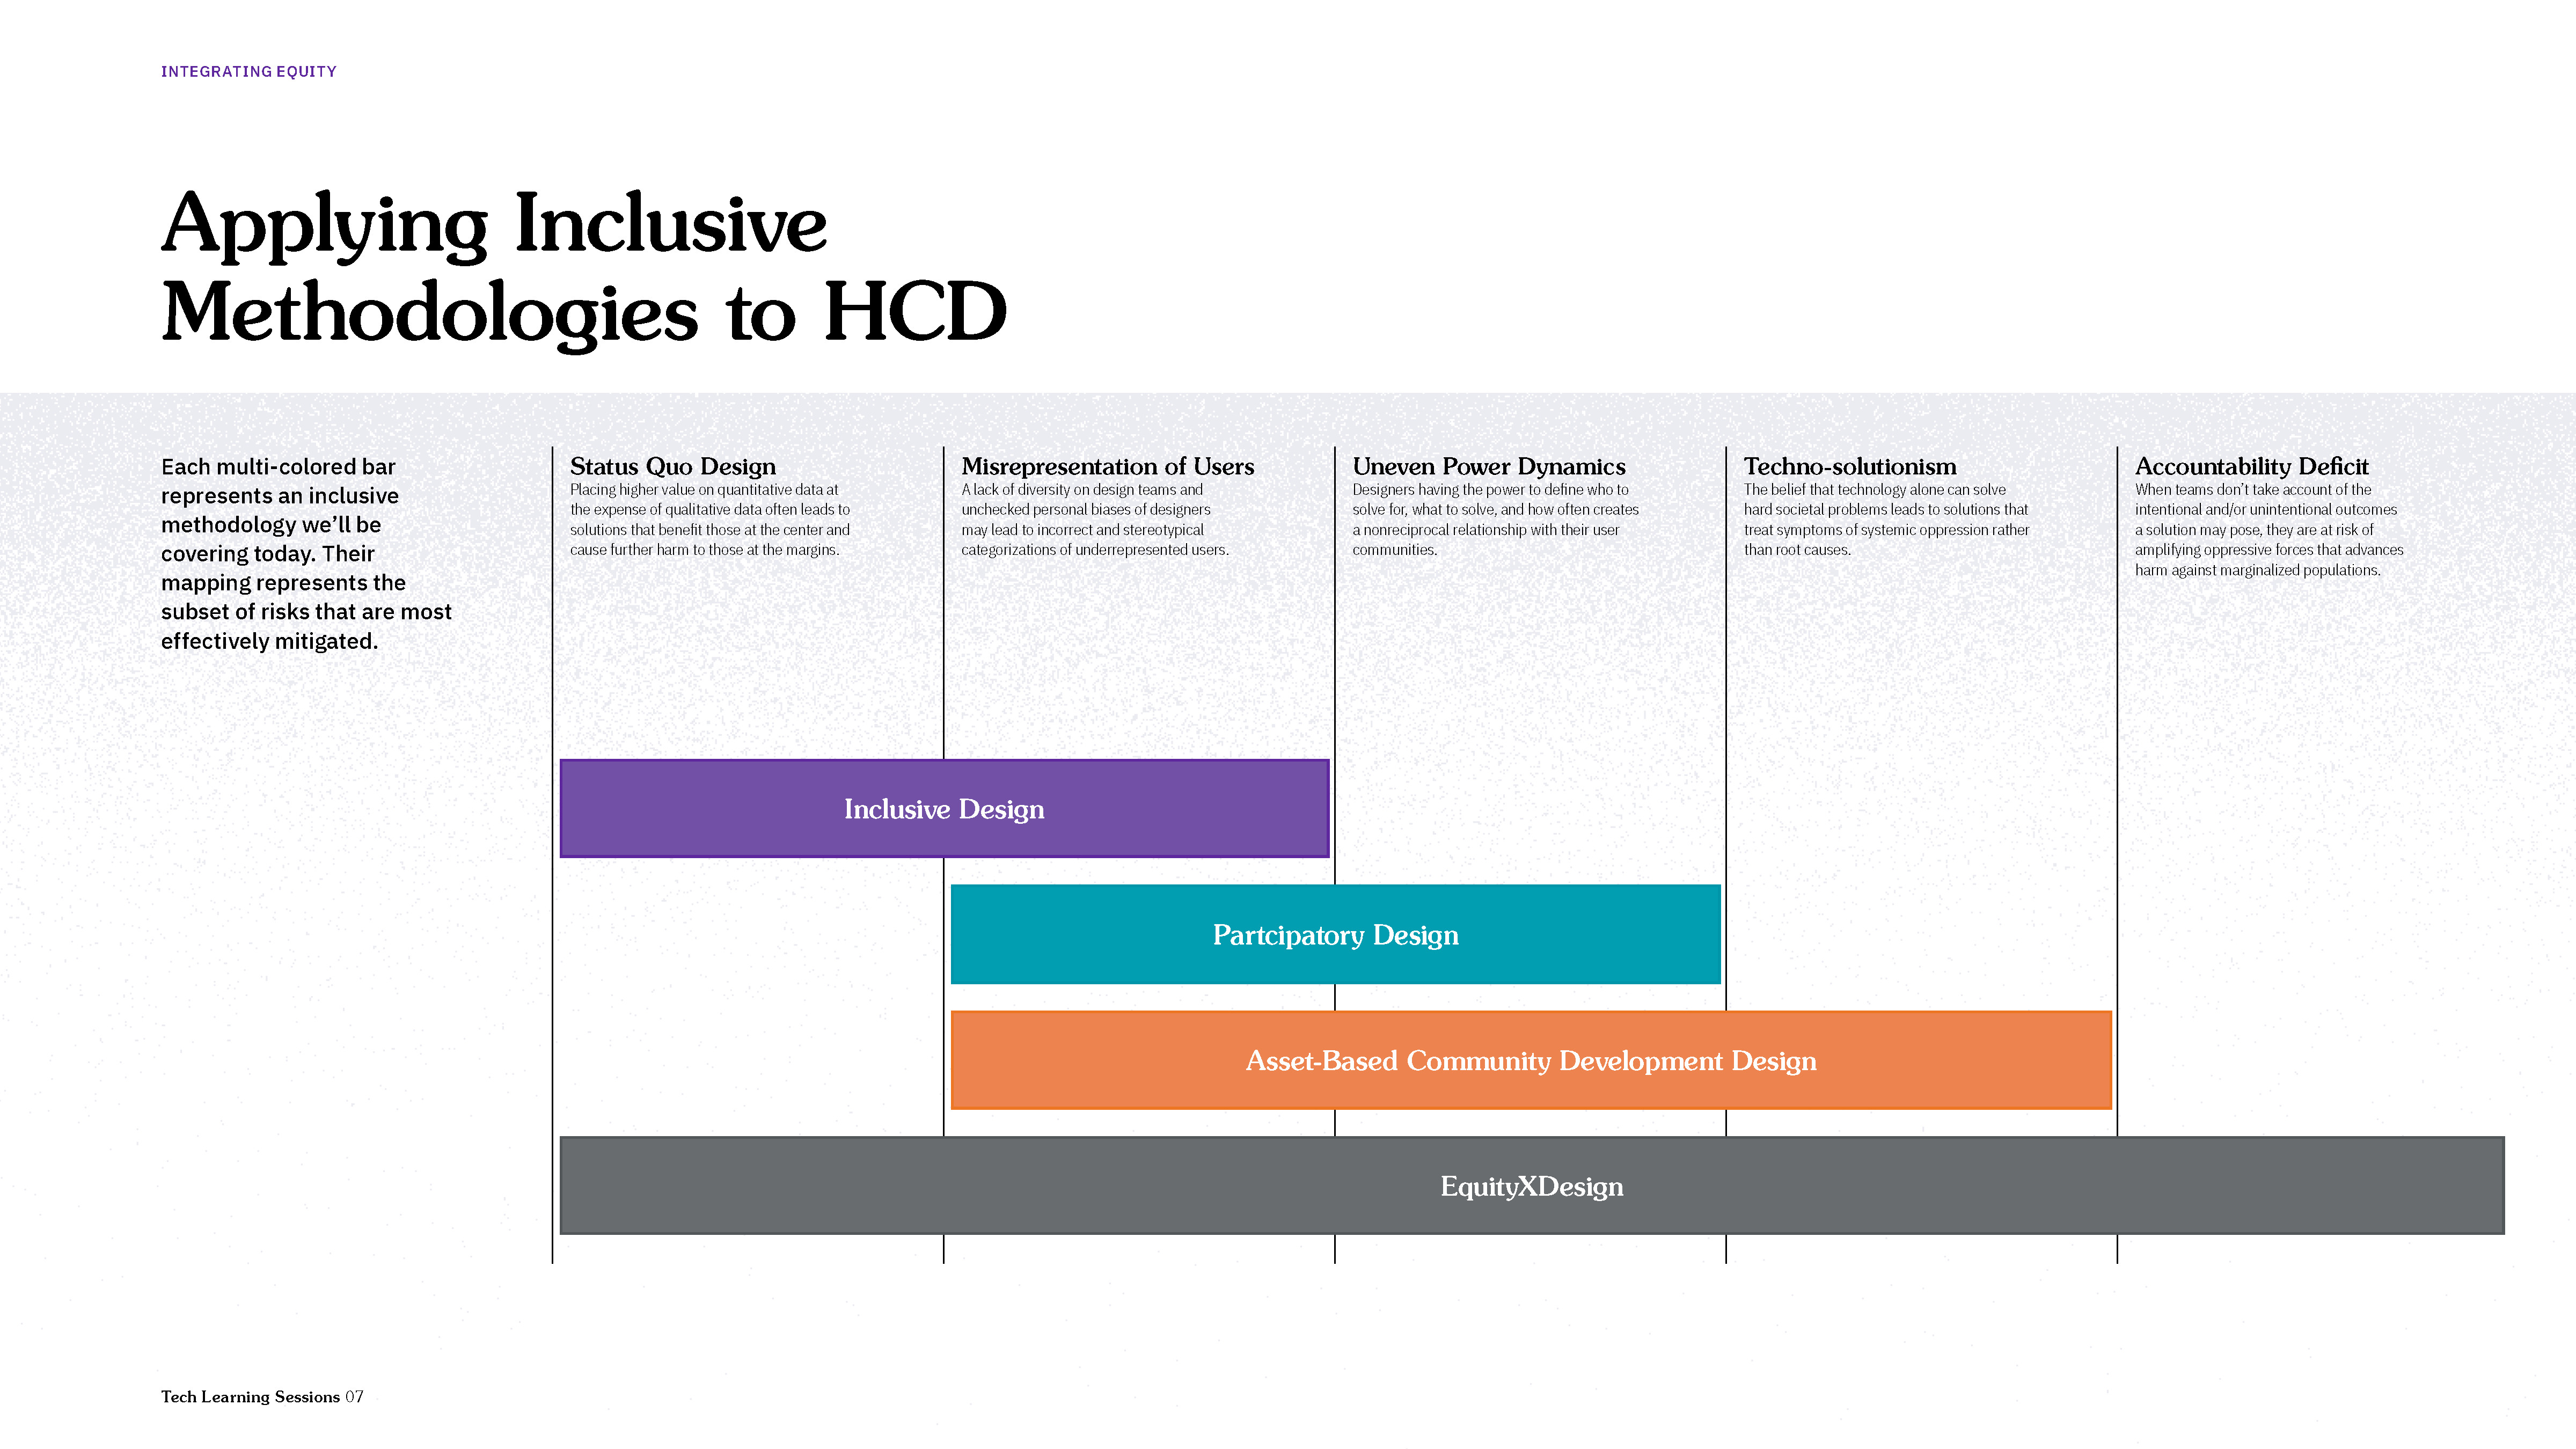 INTEGRATING EQUITY
Applying Inclusive
Methodologies to HCD
Each multi-colored bar
represents an inclusive
methodology we’ll be
covering today. Their
mapping represents the
subset of risks that are most
effectively mitigated.
Status Quo Design
Placing higher value on quantitative data at
the expense of qualitative data often leads to
solutions that benefit those at the center and
cause further harm to those at the margins.
Misrepresentation of Users
A lack of diversity on design teams and
unchecked personal biases of designers
may lead to incorrect and stereotypical
categorizations of underrepresented users.
Uneven Power Dynamics
Designers having the power to define who to
solve for, what to solve, and how often creates
a nonreciprocal relationship with their user
communities.
Techno-solutionism
The belief that technology alone can solve
hard societal problems leads to solutions that
treat symptoms of systemic oppression rather
than root causes.
Accountability Deficit
When teams don’t take account of the
intentional and/or unintentional outcomes
a solution may pose, they are at risk of
amplifying oppressive forces that advances
harm against marginalized populations.
Inclusive Design
Partcipatory Design
Asset-Based Community Development Design
EquityXDesign
Tech Learning Sessions 07